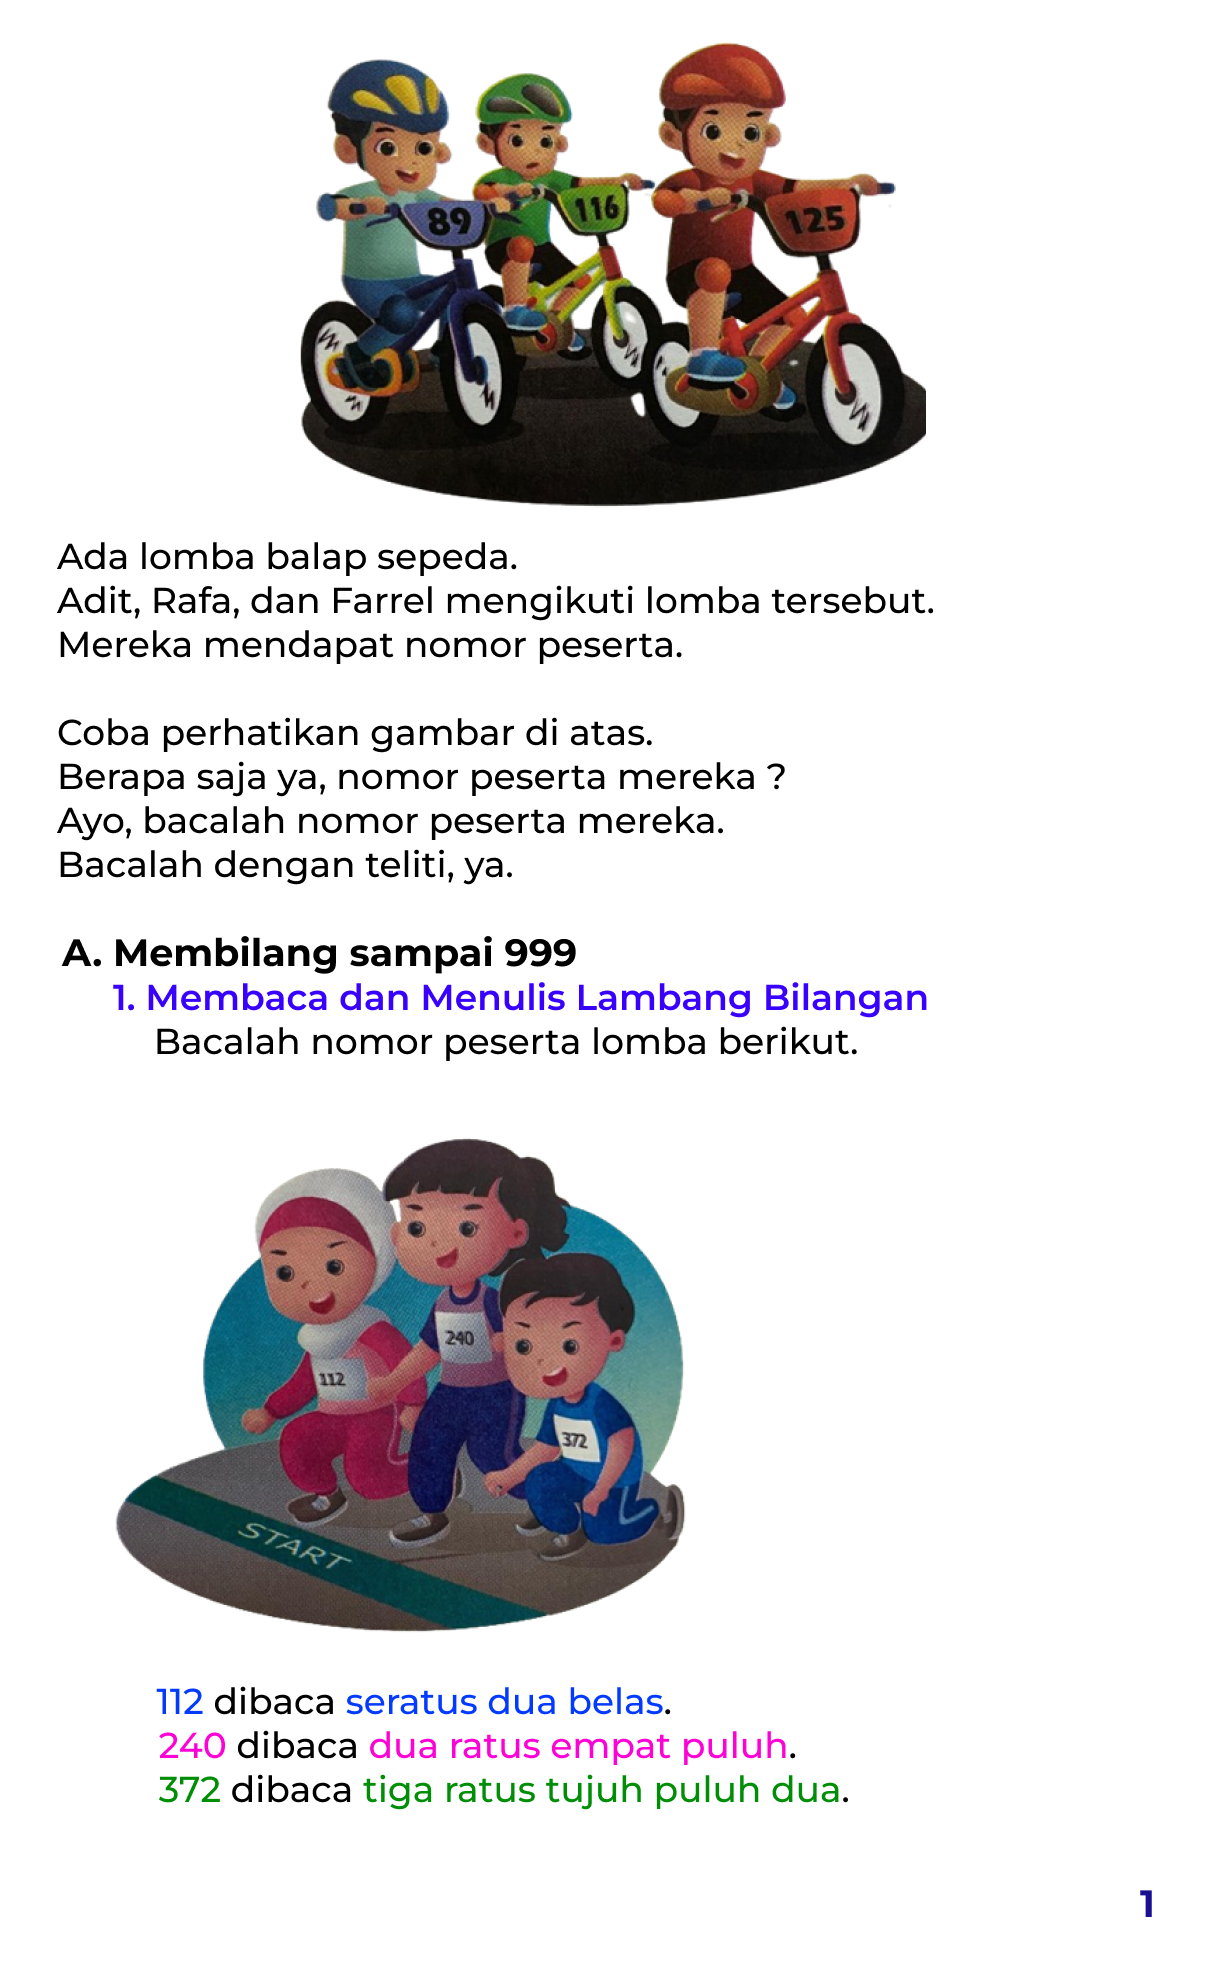 89
116
125
Ada lomba balap sepeda.
Adit, Rafa, dan Farrel mengikuti lomba tersebut.
Mereka mendapat nomor peserta.
Coba perhatikan gambar di atas.
Berapa saja ya, nomor peserta mereka ?
Ayo, bacalah nomor peserta mereka.
Bacalah dengan teliti, ya.
A. Membilang sampai 999
1. Membaca dan Menulis Lambang Bilangan
Bacalah nomor peserta lomba berikut.
240
112
372
START
112 dibaca seratus dua belas.
240 dibaca dua ratus empat puluh.
372 dibaca tiga ratus tujuh puluh dua.
1